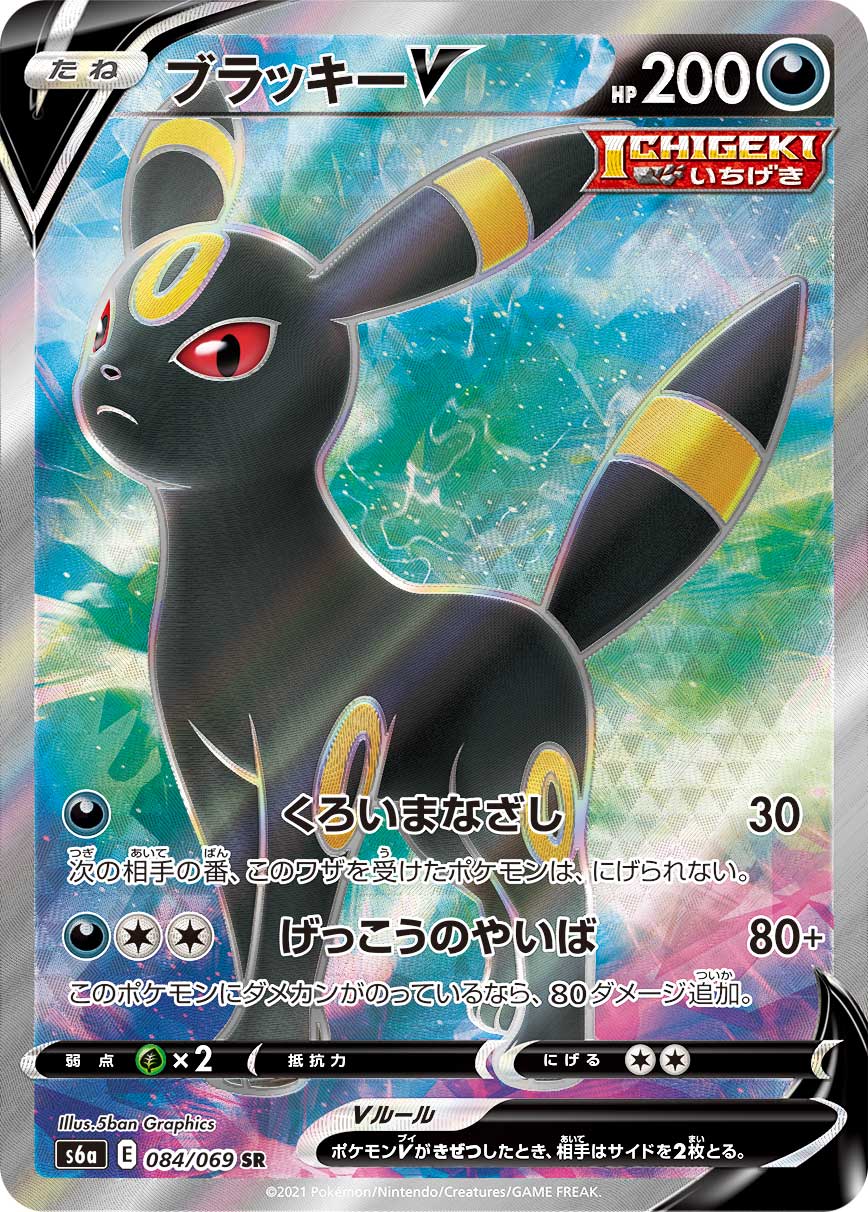 たね ブラッキーV HP200
ICHIGEKI
いちげき
くろいまなざし 30
次の相手の番、このワザを受けたポケモンは、にげられない。
げっこうのやいば 80+
このポケモンにダメカンがのっているなら、80ダメージ追加。
弱点 ×2 抵抗力 にげる
Vルール
ポケモンVがきぜつしたとき、相手はサイドを2枚とる。
Illus.5ban Graphics
s6a E 084/069 SR
©2021 Pokémon/Nintendo/Creatures/GAME FREAK.